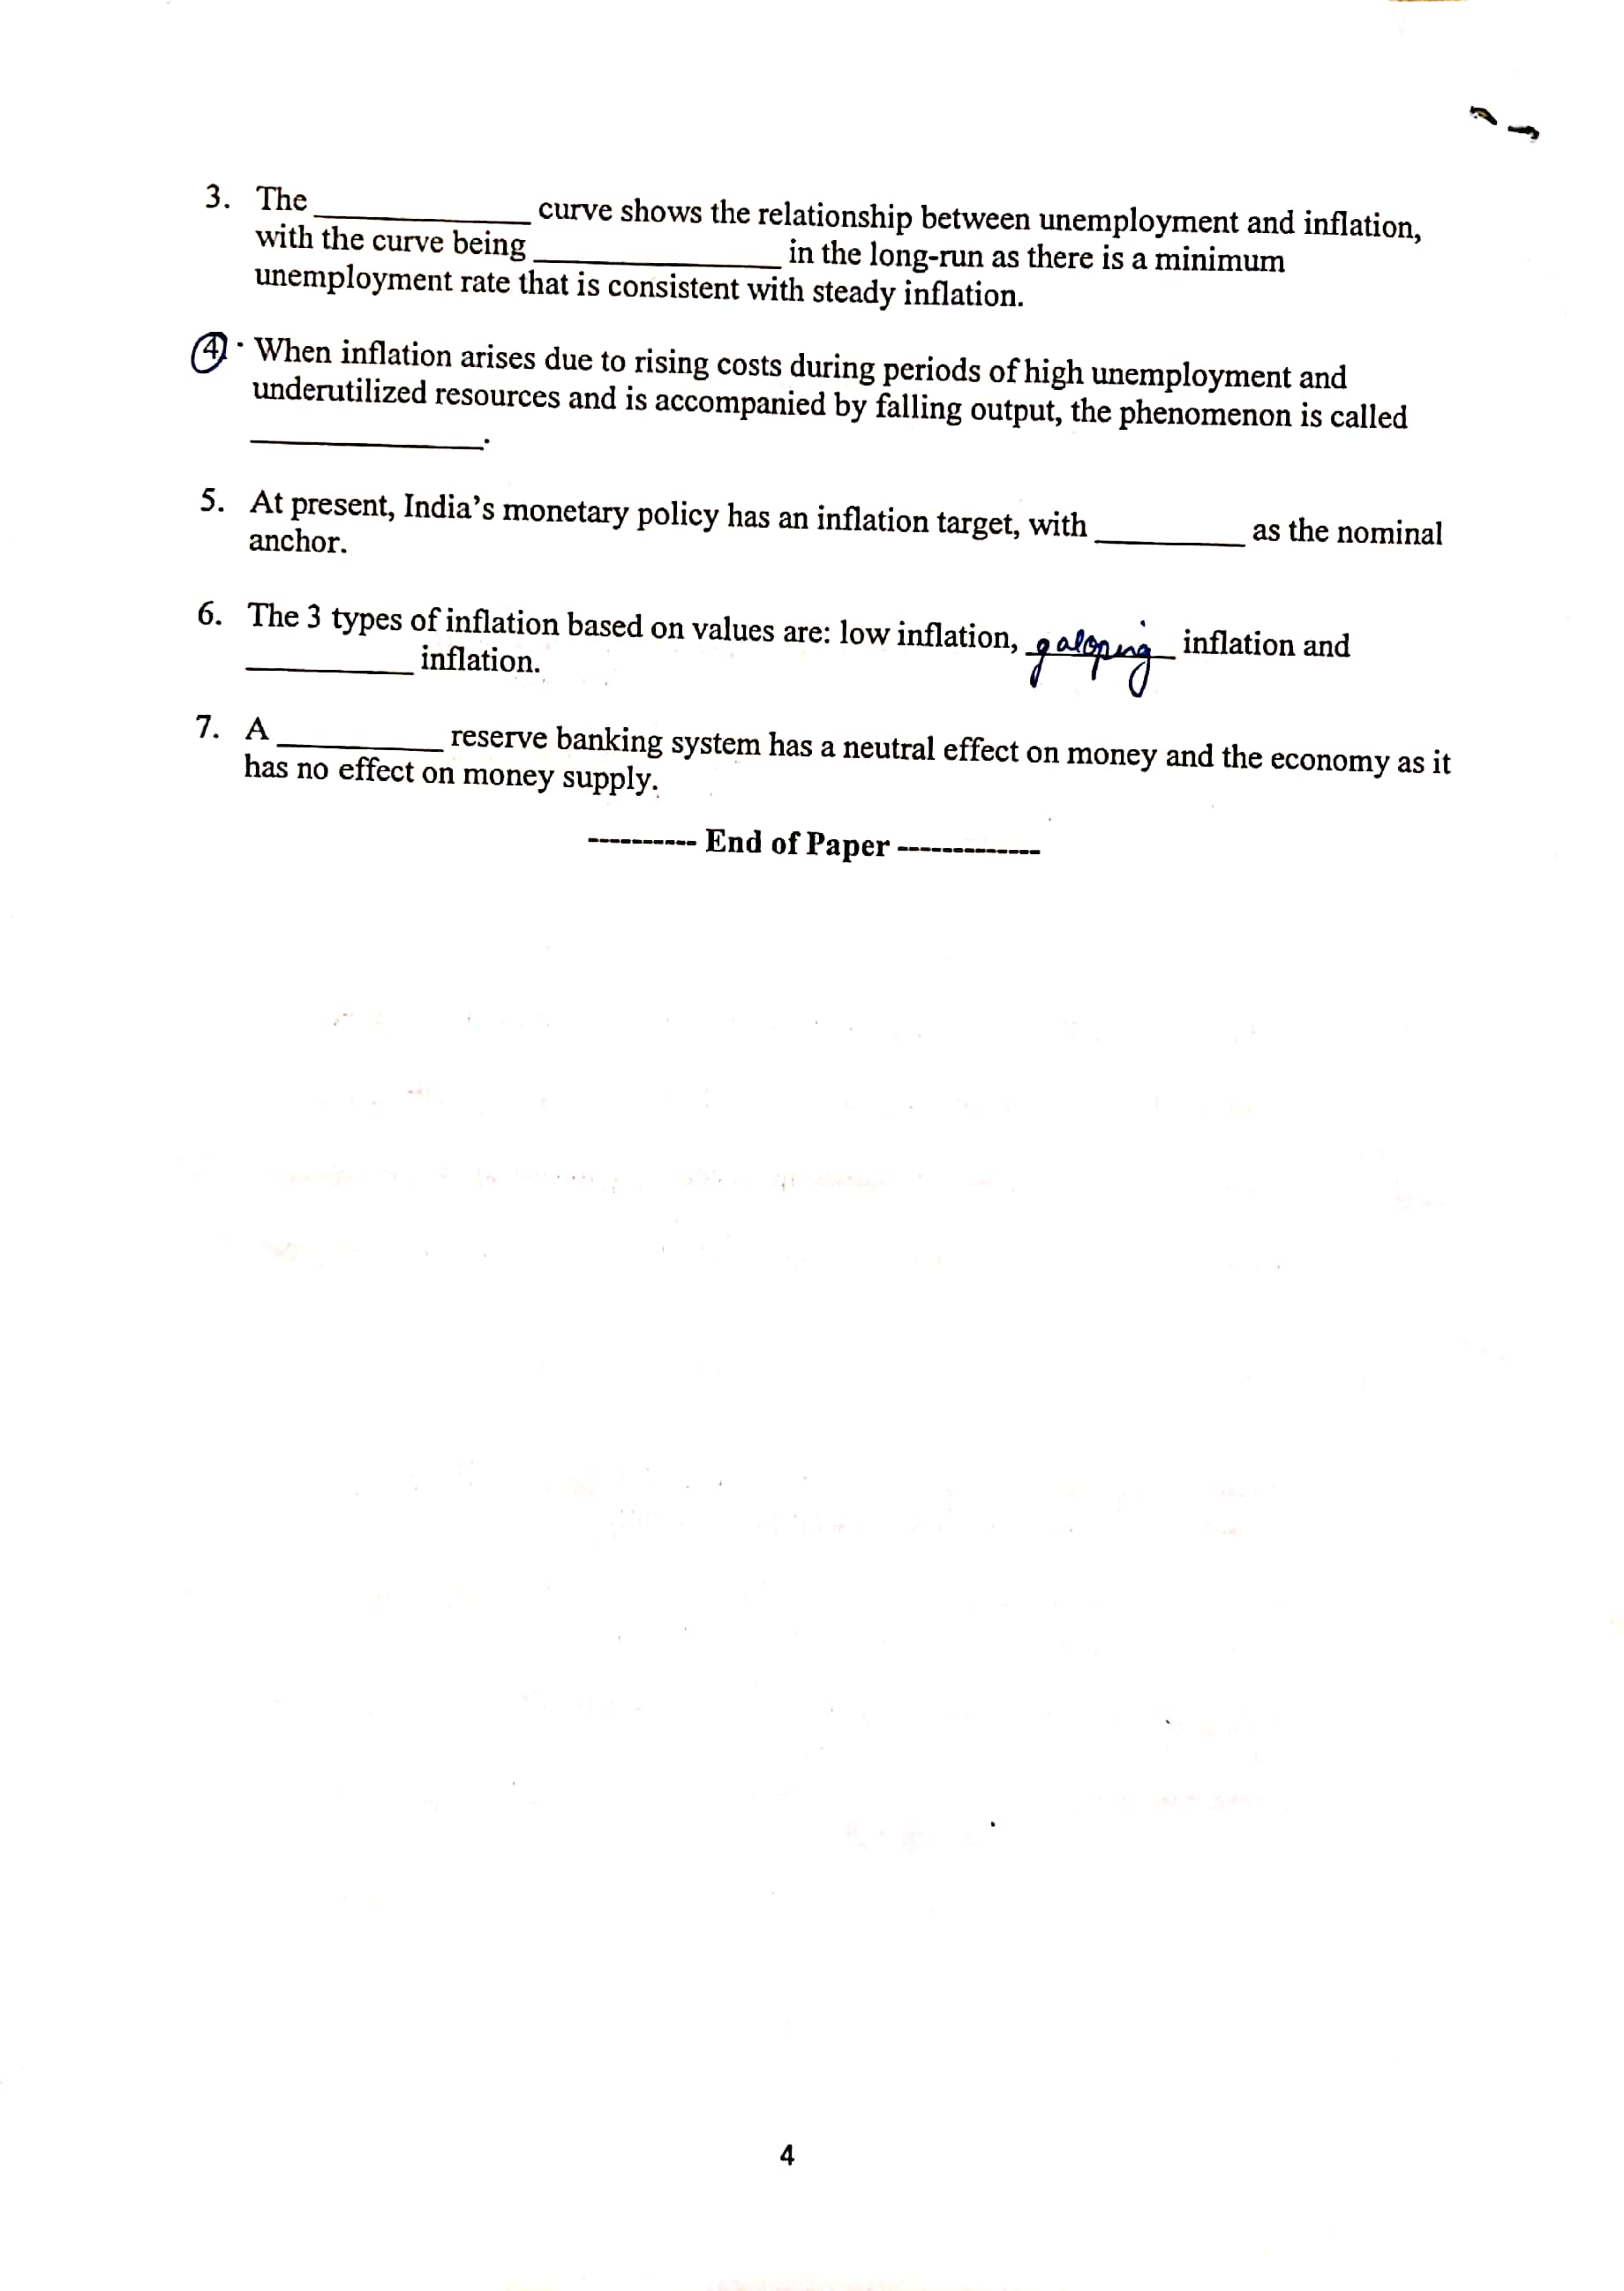 3. The ____________ curve shows the relationship between unemployment and inflation,
with the curve being ____________ in the long-run as there is a minimum
unemployment rate that is consistent with steady inflation.
4. When inflation arises due to rising costs during periods of high unemployment and
underutilized resources and is accompanied by falling output, the phenomenon is called
____________.
5. At present, India's monetary policy has an inflation target, with ________ as the nominal
anchor.
6. The 3 types of inflation based on values are: low inflation, galoping inflation and
_________ inflation.
7. A _________ reserve banking system has a neutral effect on money and the economy as it
has no effect on money supply.
---------- End of Paper -------------
4